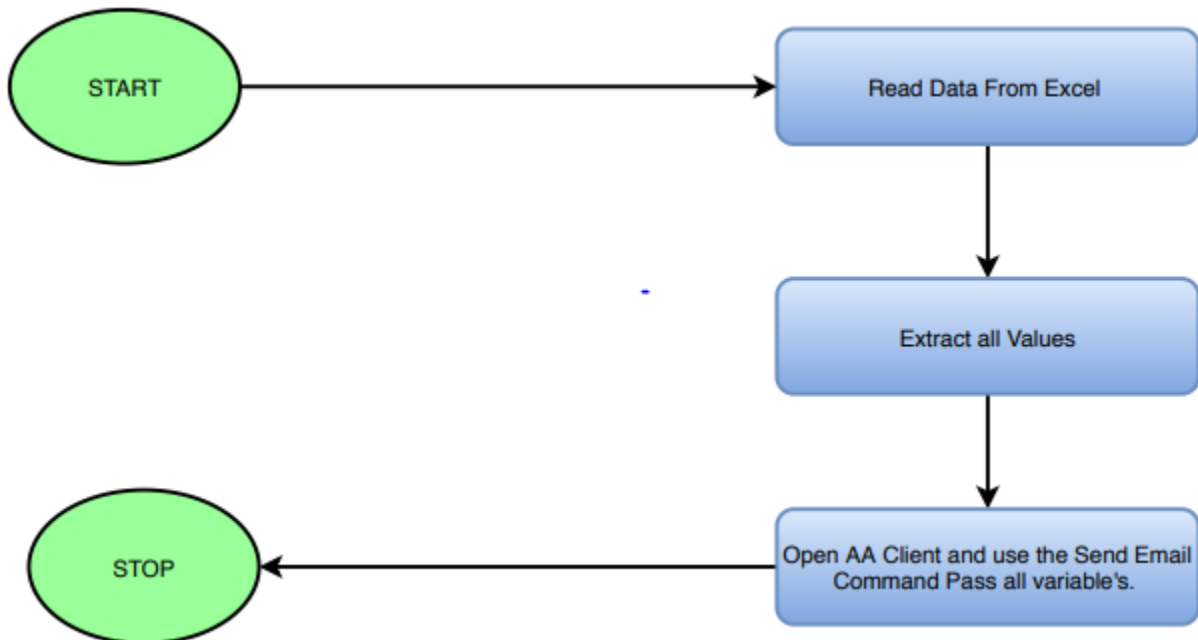 START
Read Data From Excel
Extract all Values
Open AA Client and use the Send Email
Command Pass all variable's.
STOP